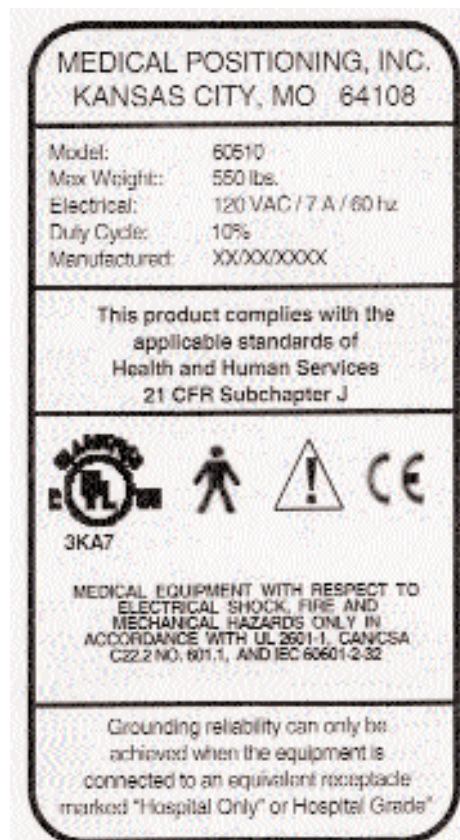 MEDICAL POSITIONING, INC.
KANSAS CITY, MO 64108
Model: 60510
Max Weight:: 550 lbs.
Electrical: 120 VAC / 7 A / 60 hz
Duty Cycle: 10%
Manufactured: XX/XX/XXXX
This product complies with the
applicable standards of
Health and Human Services
21 CFR Subchapter J
UL
CE
3KA7
MEDICAL EQUIPMENT WITH RESPECT TO
ELECTRICAL SHOCK, FIRE AND
MECHANICAL HAZARDS ONLY IN
ACCORDANCE WITH UL 2601-1, CAN/CSA
C22.2 NO. 601.1, AND IEC 60601-2-32
Grounding reliability can only be
achieved when the equipment is
connected to an equivalent receptacle
marked "Hospital Only" or Hospital Grade"